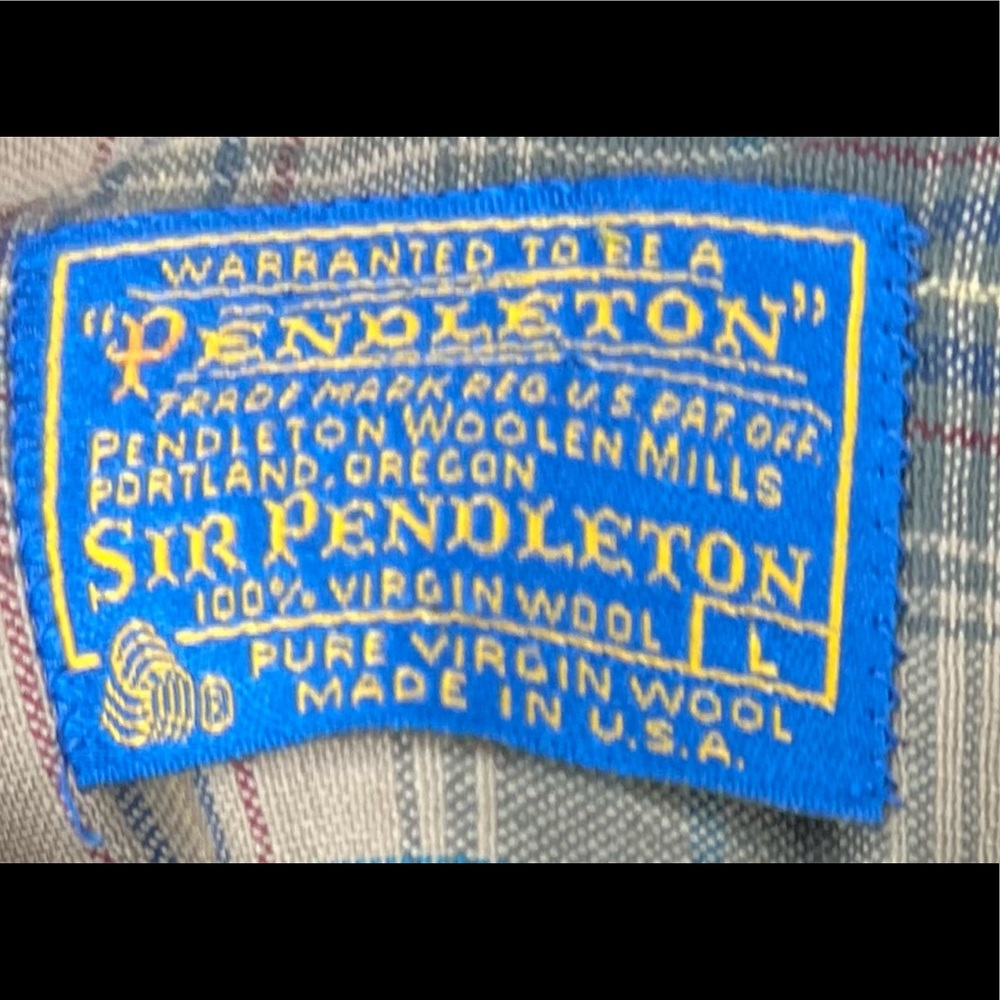 WARRANTED TO BE A
"PENDLETON"
TRADE MARK REG. U.S. PAT. OFF.
PENDLETON WOOLEN MILLS
PORTLAND, OREGON
SIR PENDLETON
100% VIRGIN WOOL
L
PURE VIRGIN WOOL
MADE IN U.S.A.
®